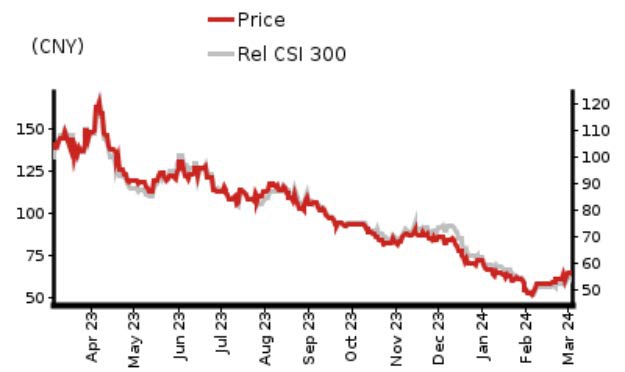 Price
(CNY)
Rel CSI 300
150
125
100
75
50
120
110
100
90
80
70
60
50
Apr 23
May 23
Jun 23
Jul 23
Aug 23
Sep 23
Oct 23
Nov 23
Dec 23
Jan 24
Feb 24
Mar 24